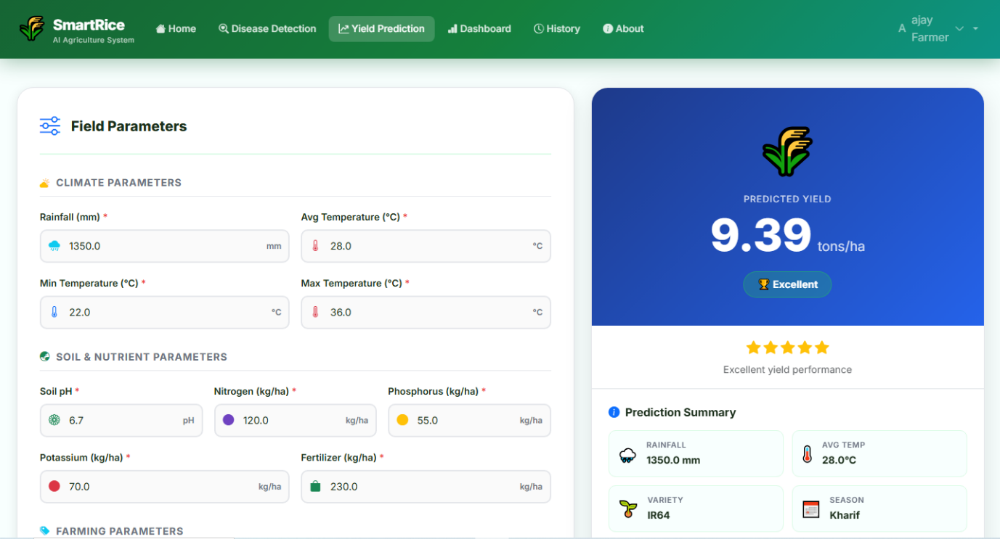 SmartRice
AI Agriculture System
Home
Disease Detection
Yield Prediction
Dashboard
History
About
A
ajay
Farmer
Field Parameters
CLIMATE PARAMETERS
Rainfall (mm) *
Avg Temperature (°C) *
1350.0 mm
28.0 °C
Min Temperature (°C) *
Max Temperature (°C) *
22.0 °C
36.0 °C
SOIL & NUTRIENT PARAMETERS
Soil pH *
Nitrogen (kg/ha) *
Phosphorus (kg/ha) *
6.7 pH
120.0 kg/ha
55.0 kg/ha
Potassium (kg/ha) *
Fertilizer (kg/ha) *
70.0 kg/ha
230.0 kg/ha
FARMING PARAMETERS
PREDICTED YIELD
9.39 tons/ha
Excellent
Excellent yield performance
Prediction Summary
RAINFALL
1350.0 mm
AVG TEMP
28.0°C
VARIETY
IR64
SEASON
Kharif